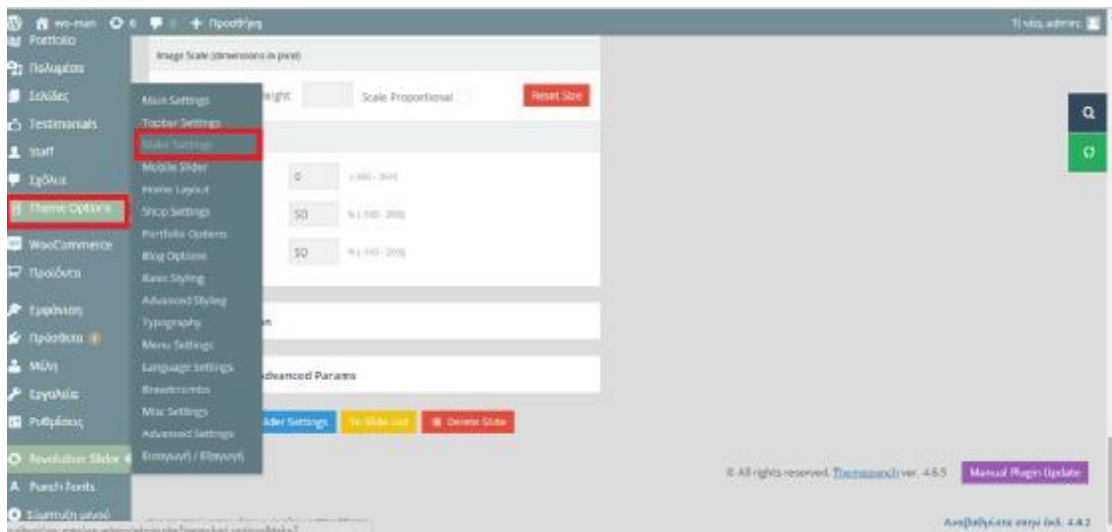 wo-man 6 + Προσθήκη
Portfolio
Πολυμέσα
Σελίδες
Testimonials
Staff
Σχόλια
Theme Options
WooCommerce
Προϊόντα
Εμφάνιση
Πρόσθετα
Μέλη
Εργαλεία
Ρυθμίσεις
Revolution Slider
Punch Fonts
Σύμπτυξη μενού
Main Settings
Topbar Settings
Slider Settings
Mobile Slider
Home Layout
Shop Settings
Portfolio Options
Blog Options
Basic Styling
Advanced Styling
Typography
Menu Settings
Language Settings
Breadcrumbs
Misc Settings
Advanced Settings
Εισαγωγή / Εξαγωγή
Image Scale (dimensions in pixel)
Scale Proportional Reset Size
0
50
50
Advanced Params
Slider Settings To Slide List Delete Slide
© All rights reserved, Themepunch ver. 4.6.5 Manual Plugin Update
Αναβαθμίστε στην έκδ. 4.4.2